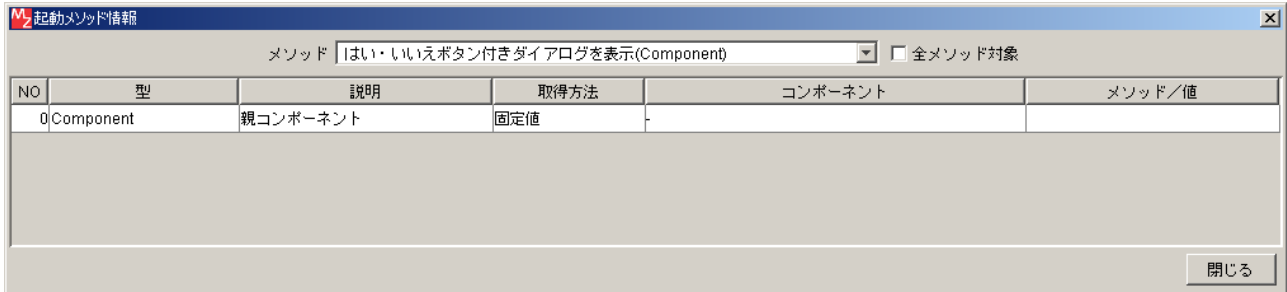 MZ 起動メソッド情報
メソッド はい・いいえボタン付きダイアログを表示(Component) 全メソッド対象
NO 型 説明 取得方法 コンポーネント メソッド／値
0 Component 親コンポーネント 固定値 -
閉じる